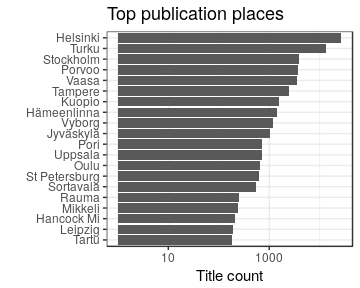 Top publication places
Helsinki
Turku
Stockholm
Porvoo
Vaasa
Tampere
Kuopio
Hämeenlinna
Vyborg
Jyväskylä
Pori
Uppsala
Oulu
St Petersburg
Sortavala
Rauma
Mikkeli
Hancock Mi
Leipzig
Tartu
10 1000
Title count